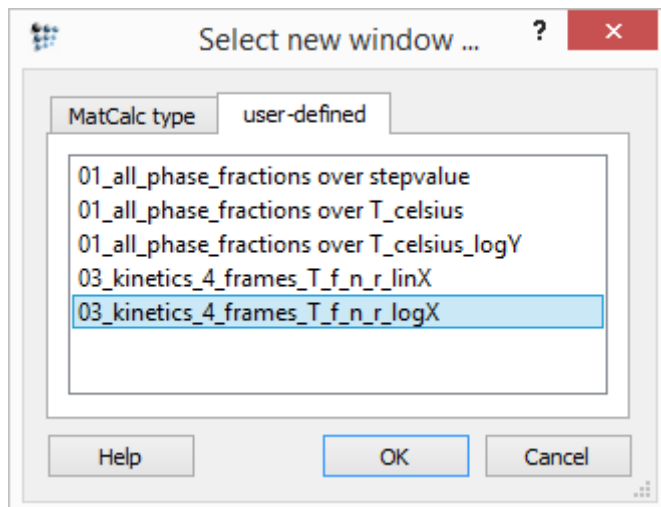 Select new window ...
?
×
MatCalc type
user-defined
01_all_phase_fractions over stepvalue
01_all_phase_fractions over T_celsius
01_all_phase_fractions over T_celsius_logY
03_kinetics_4_frames_T_f_n_r_linX
03_kinetics_4_frames_T_f_n_r_logX
Help
OK
Cancel